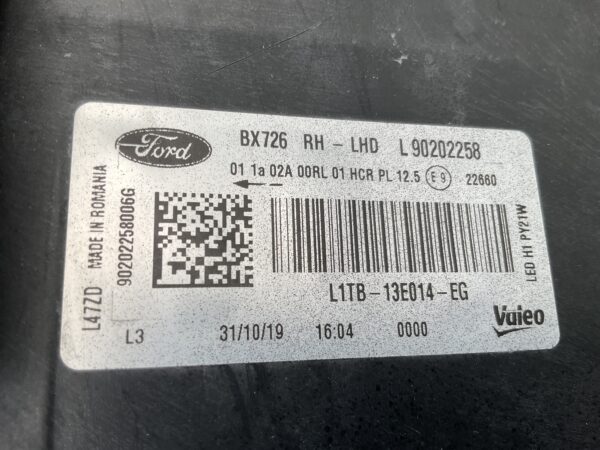 Ford
BX726 RH - LHD L 90202258
01 1a 02A 00RL 01 HCR PL 12.5 E9 22660
L47ZD MADE IN ROMANIA
90202258006G
L1TB-13E014-EG
LED H1 PY21W
L3 31/10/19 16:04 0000
Valeo